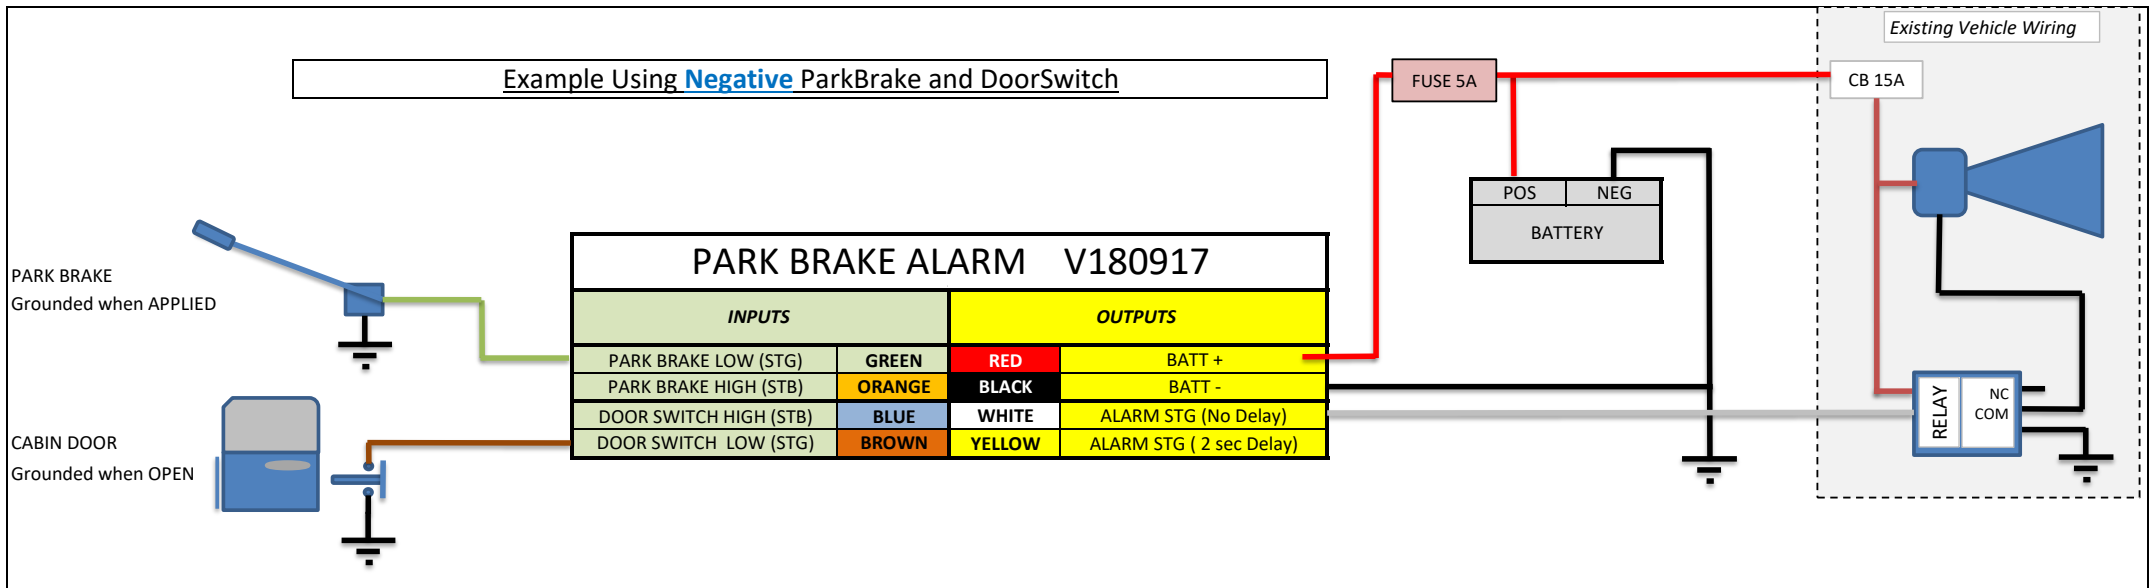 Existing Vehicle Wiring
Example Using Negative ParkBrake and DoorSwitch
FUSE 5A
CB 15A
POS NEG
BATTERY
PARK BRAKE
Grounded when APPLIED
PARK BRAKE ALARM V180917
INPUTS OUTPUTS
PARK BRAKE LOW (STG) GREEN RED BATT +
PARK BRAKE HIGH (STB) ORANGE BLACK BATT -
DOOR SWITCH HIGH (STB) BLUE WHITE ALARM STG (No Delay)
DOOR SWITCH LOW (STG) BROWN YELLOW ALARM STG ( 2 sec Delay)
CABIN DOOR
Grounded when OPEN
RELAY
NC
COM